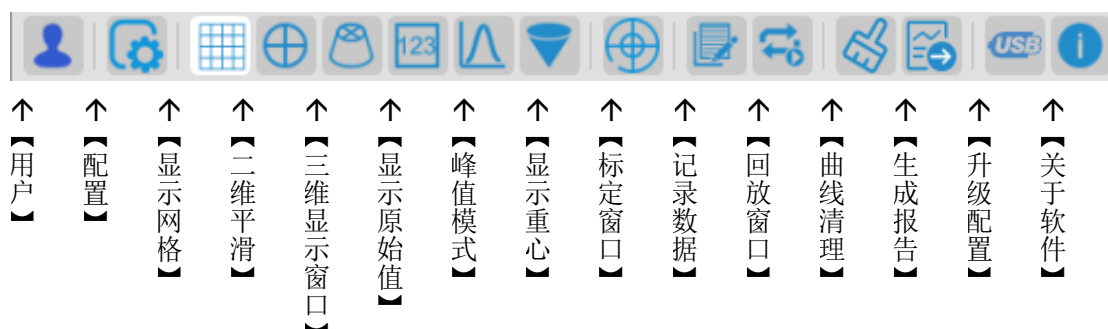 123
USB
i
↑【用户】
↑【配置】
↑【显示网格】
↑【二维平滑】
↑【三维显示窗口】
↑【显示原始值】
↑【峰值模式】
↑【显示重心】
↑【标定窗口】
↑【记录数据】
↑【回放窗口】
↑【曲线清理】
↑【生成报告】
↑【升级配置】
↑【关于软件】